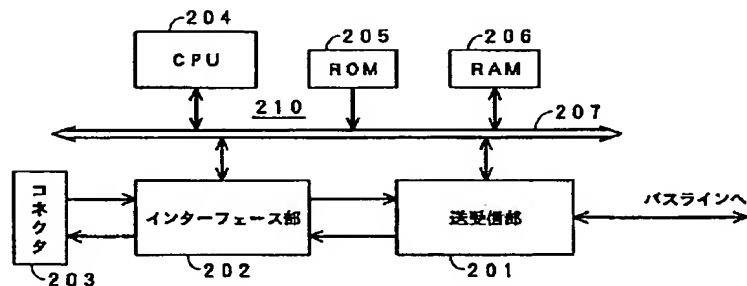 204
CPU
205
ROM
206
RAM
210
207
コネクタ
203
インターフェース部
202
送受信部
201
バスラインへ